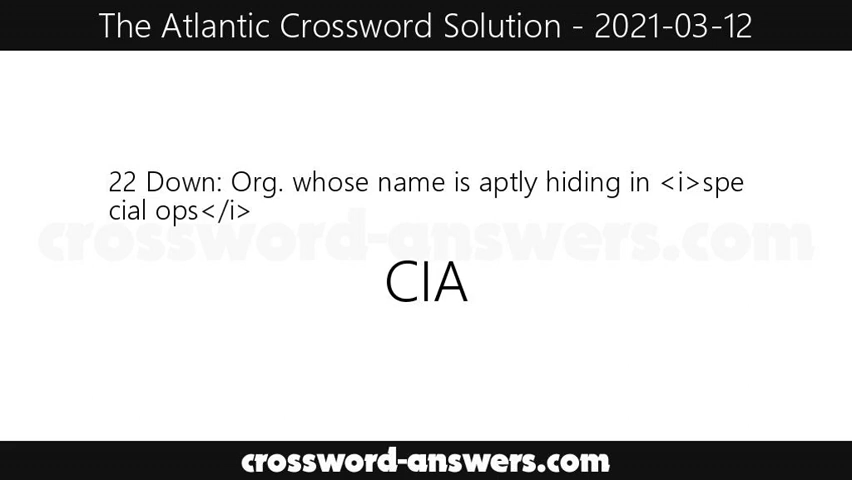 The Atlantic Crossword Solution - 2021-03-12
22 Down: Org. whose name is aptly hiding in <i>spe
cial ops</i>
crossword-answers.com
CIA
crossword-answers.com